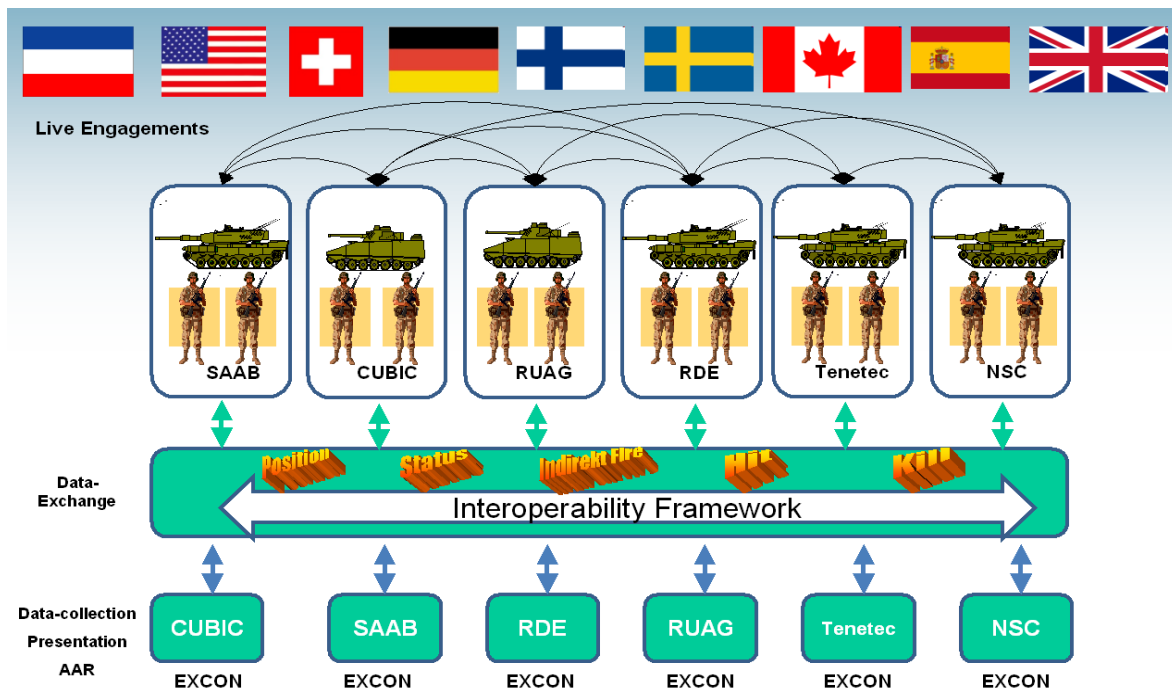 Live Engagements
SAAB
CUBIC
RUAG
RDE
Tenetec
NSC
Data-
Exchange
Position
Status
Indirekt Fire
Hit
Kill
Interoperability Framework
Data-collection
Presentation
AAR
CUBIC
SAAB
RDE
RUAG
Tenetec
NSC
EXCON
EXCON
EXCON
EXCON
EXCON
EXCON